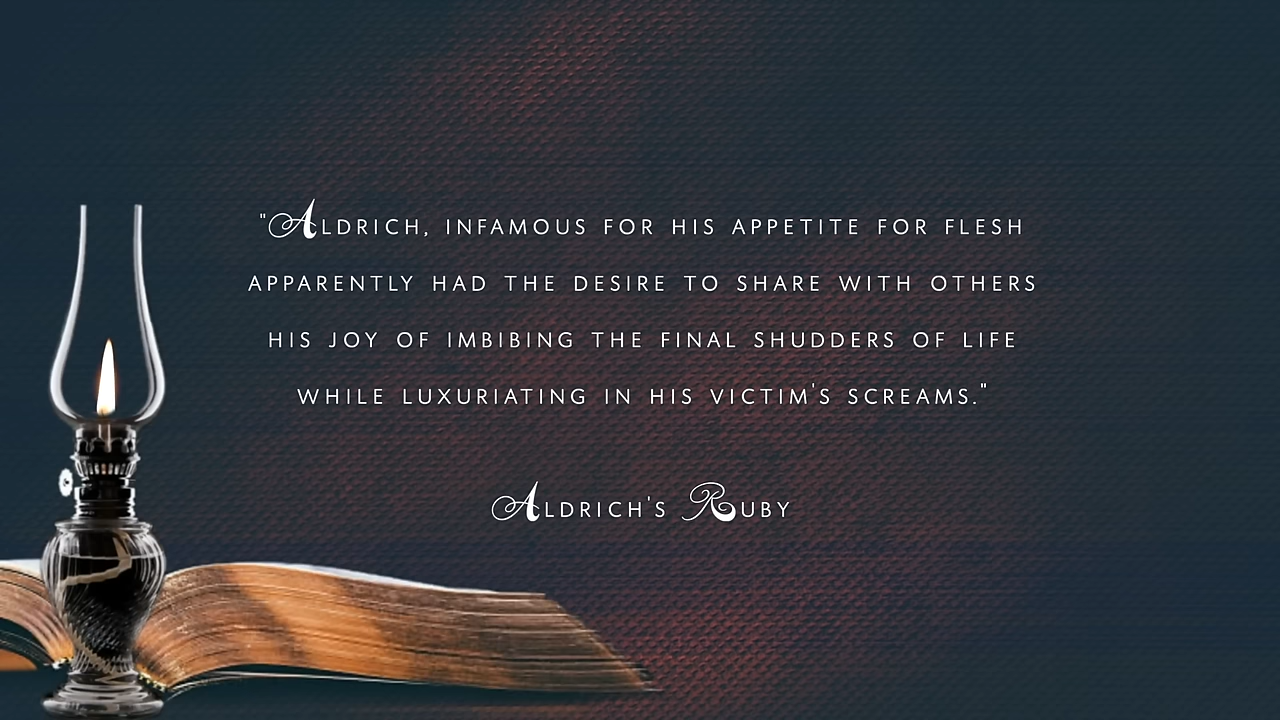 "ALDRICH, INFAMOUS FOR HIS APPETITE FOR FLESH
APPARENTLY HAD THE DESIRE TO SHARE WITH OTHERS
HIS JOY OF IMBIBING THE FINAL SHUDDERS OF LIFE
WHILE LUXURIATING IN HIS VICTIM'S SCREAMS."
ALDRICH'S RUBY